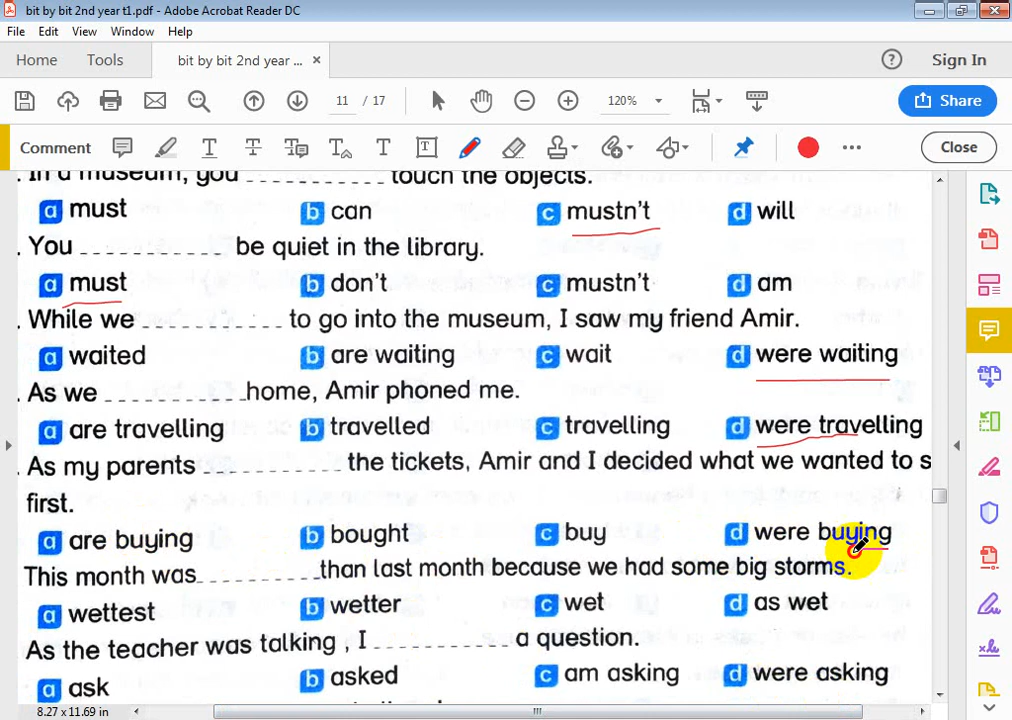 bit by bit 2nd year t1.pdf - Adobe Acrobat Reader DC
File Edit View Window Help
Home Tools bit by bit 2nd year ... × ? Sign In
11 / 17 120% Share
Comment Close
. In a museum, you _ _ _ _ _ _ _ _ _ _ touch the objects.
a must b can c mustn't d will
. You _ _ _ _ _ _ _ _ _ _ be quiet in the library.
a must b don't c mustn't d am
. While we _ _ _ _ _ _ _ _ _ _ to go into the museum, I saw my friend Amir.
a waited b are waiting c wait d were waiting
. As we _ _ _ _ _ _ _ _ _ _ home, Amir phoned me.
a are travelling b travelled c travelling d were travelling
. As my parents _ _ _ _ _ _ _ _ _ _ the tickets, Amir and I decided what we wanted to s
first.
a are buying b bought c buy d were buying
This month was _ _ _ _ _ _ _ _ _ _ than last month because we had some big storms.
a wettest b wetter c wet d as wet
As the teacher was talking , I _ _ _ _ _ _ _ _ _ _ a question.
a ask b asked c am asking d were asking
8.27 x 11.69 in